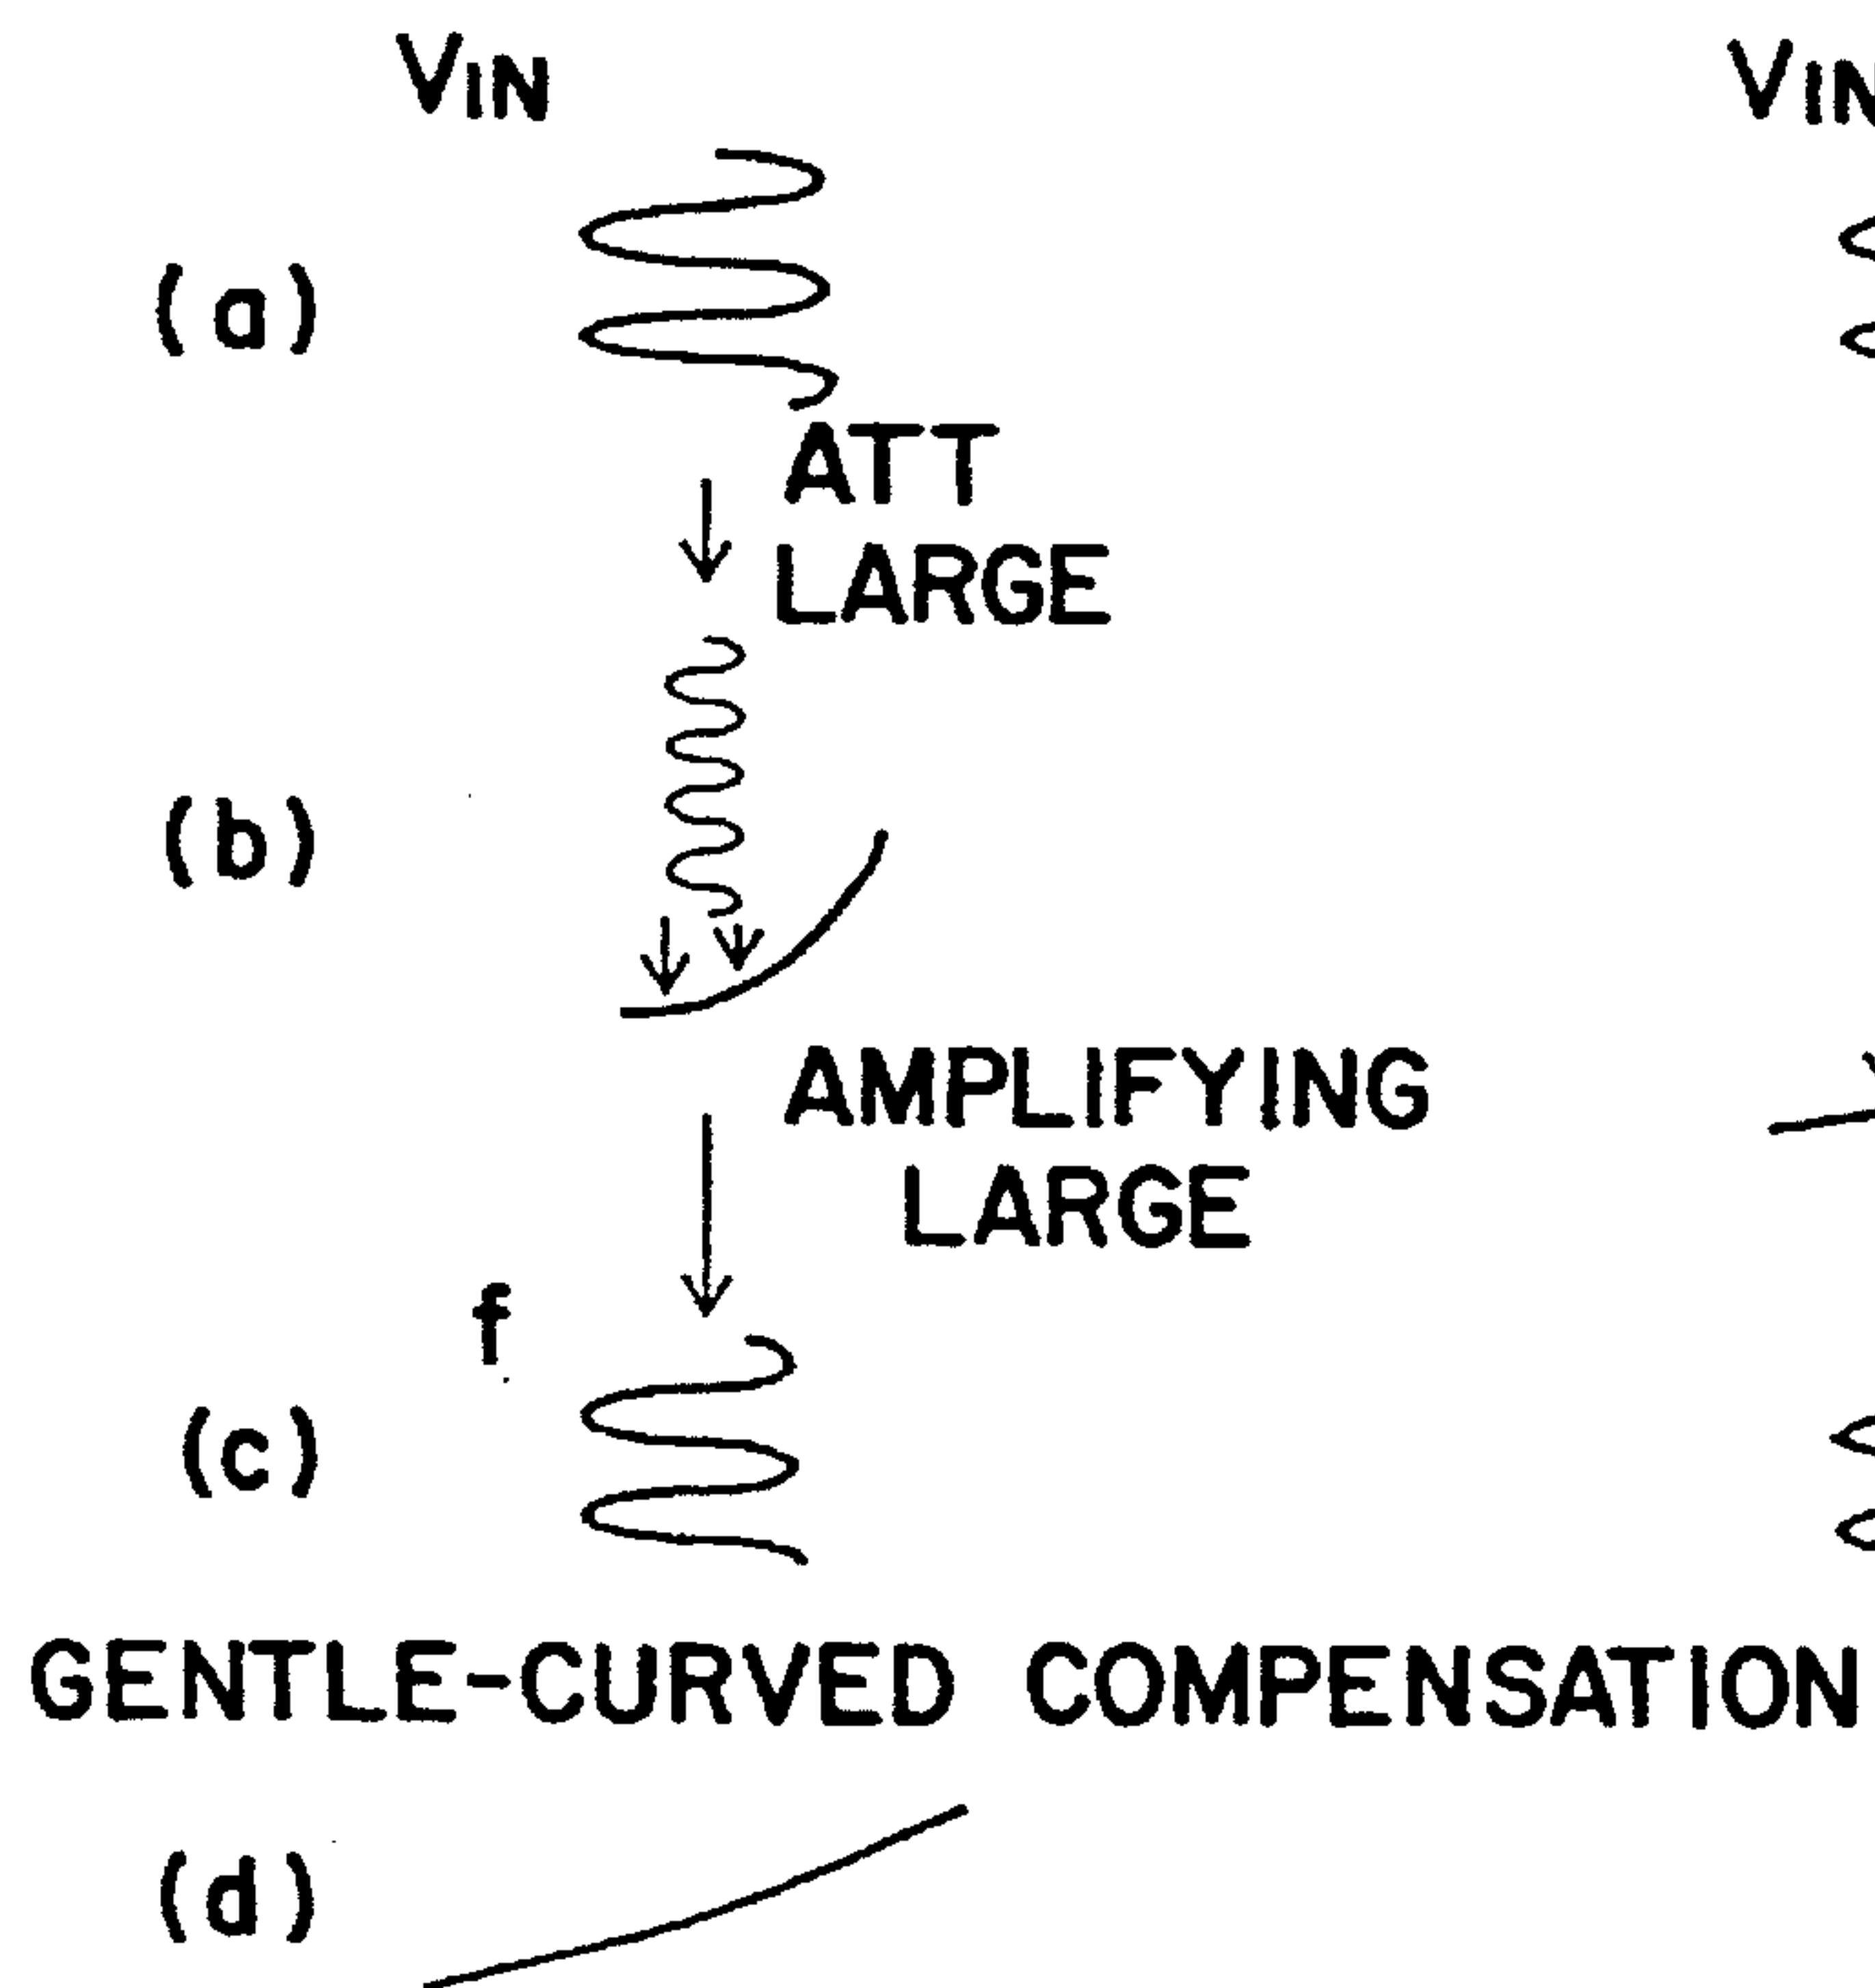 VIN
VIN
(a)
ATT
LARGE
(b)
AMPLIFYING
LARGE
f
(c)
GENTLE-CURVED COMPENSATION
(d)